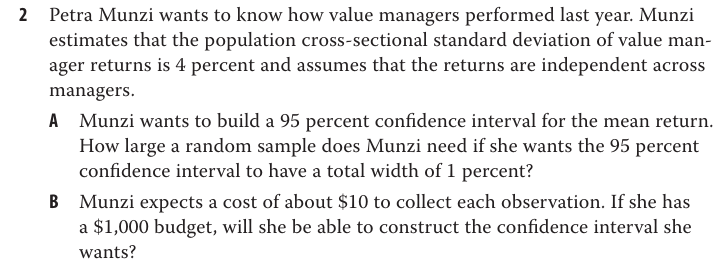 2 Petra Munzi wants to know how value managers performed last year. Munzi
estimates that the population cross-sectional standard deviation of value man-
ager returns is 4 percent and assumes that the returns are independent across
managers.
A Munzi wants to build a 95 percent confidence interval for the mean return.
How large a random sample does Munzi need if she wants the 95 percent
confidence interval to have a total width of 1 percent?
B Munzi expects a cost of about $10 to collect each observation. If she has
a $1,000 budget, will she be able to construct the confidence interval she
wants?